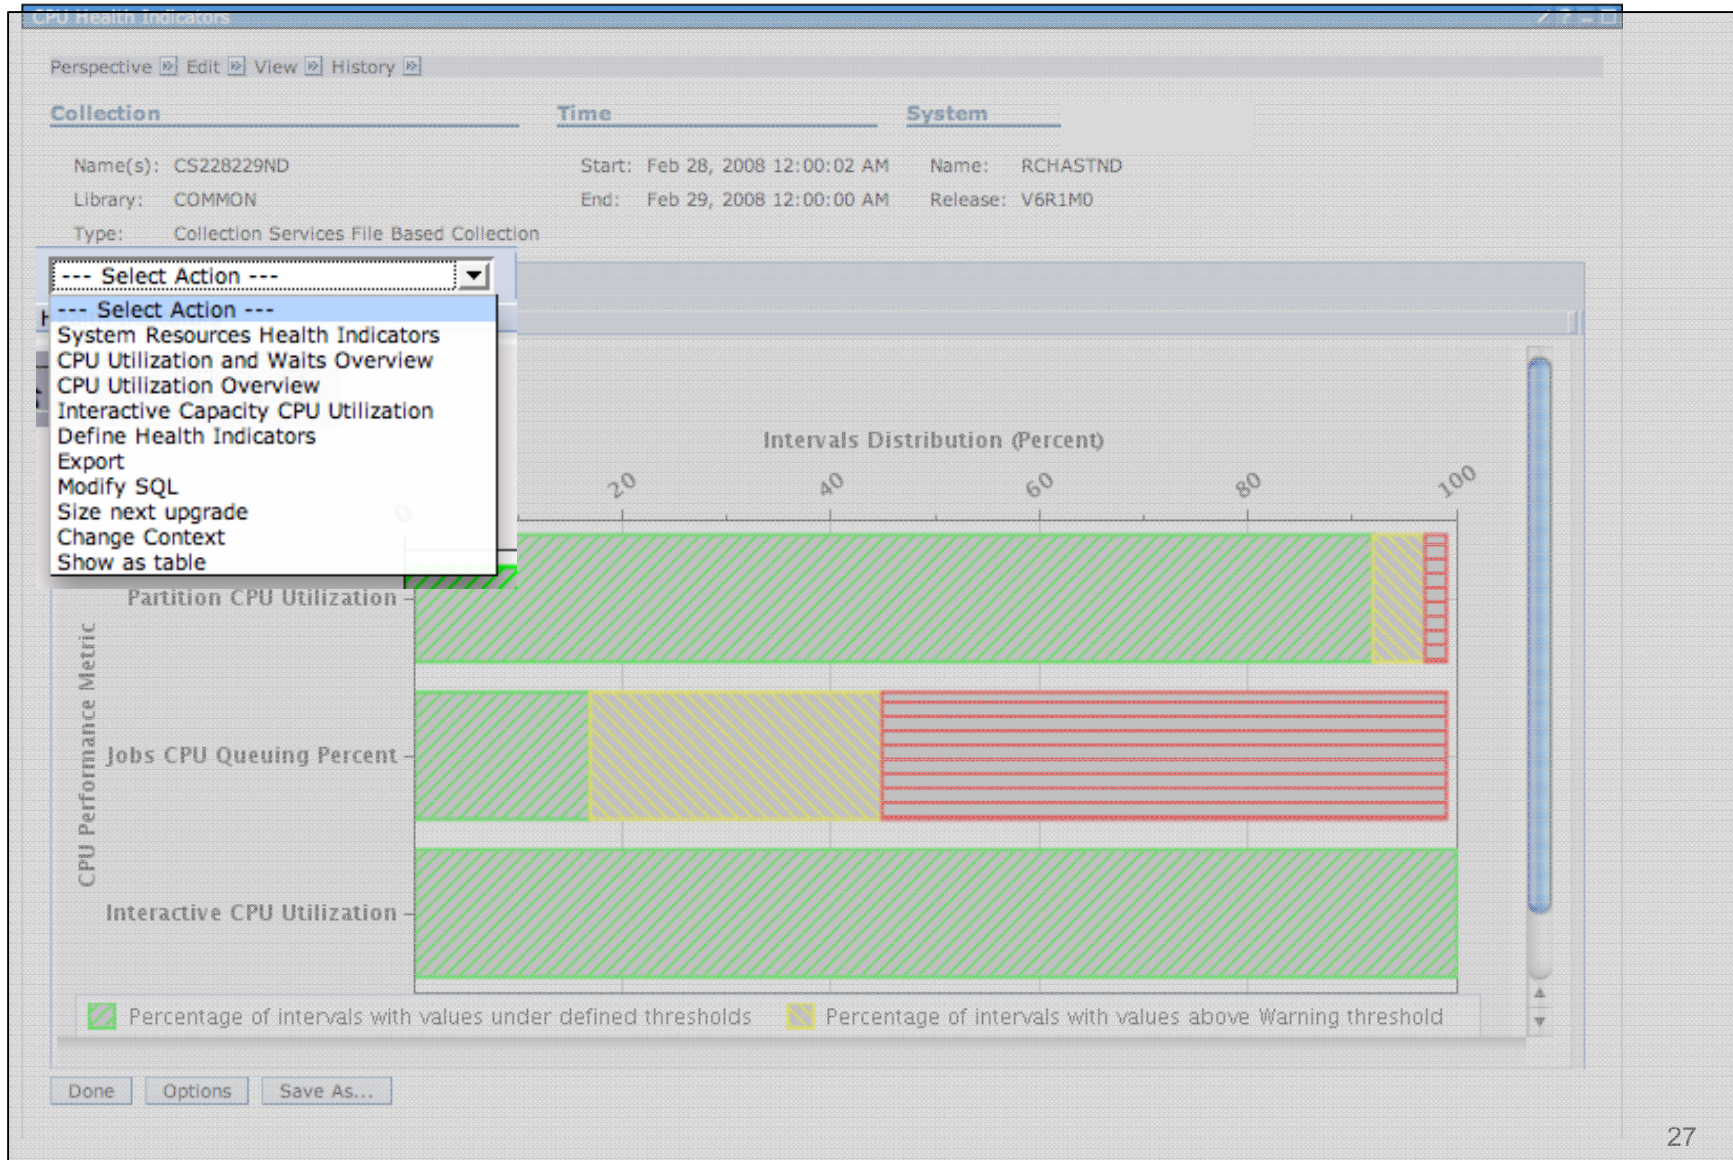 CPU Health Indicators
Perspective Edit View History
Collection Time System
Name(s): CS228229ND Start: Feb 28, 2008 12:00:02 AM Name: RCHASTND
Library: COMMON End: Feb 29, 2008 12:00:00 AM Release: V6R1M0
Type: Collection Services File Based Collection
--- Select Action ---
--- Select Action ---
System Resources Health Indicators
CPU Utilization and Waits Overview
CPU Utilization Overview
Interactive Capacity CPU Utilization
Define Health Indicators
Export
Modify SQL
Size next upgrade
Change Context
Show as table
Intervals Distribution (Percent)
0 20 40 60 80 100
CPU Performance Metric
Partition CPU Utilization
Jobs CPU Queuing Percent
Interactive CPU Utilization
Percentage of intervals with values under defined thresholds Percentage of intervals with values above Warning threshold
Done Options Save As...
27